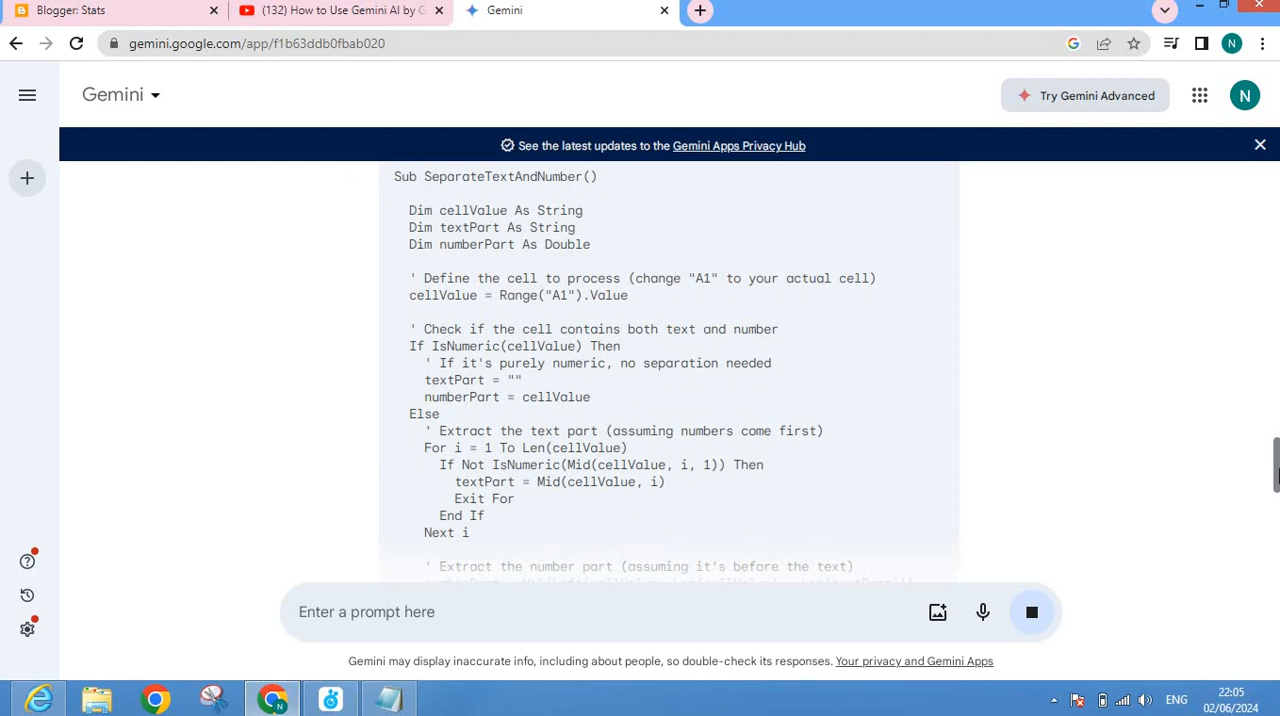 Blogger: Stats
(132) How to Use Gemini AI by G
Gemini
gemini.google.com/app/f1b63ddb0fbab020
N
Gemini
Try Gemini Advanced
N
See the latest updates to the Gemini Apps Privacy Hub
Sub SeparateTextAndNumber()
Dim cellValue As String
Dim textPart As String
Dim numberPart As Double
' Define the cell to process (change "A1" to your actual cell)
cellValue = Range("A1").Value
' Check if the cell contains both text and number
If IsNumeric(cellValue) Then
' If it's purely numeric, no separation needed
textPart = ""
numberPart = cellValue
Else
' Extract the text part (assuming numbers come first)
For i = 1 To Len(cellValue)
If Not IsNumeric(Mid(cellValue, i, 1)) Then
textPart = Mid(cellValue, i)
Exit For
End If
Next i
' Extract the number part (assuming it's before the text)
Enter a prompt here
Gemini may display inaccurate info, including about people, so double-check its responses. Your privacy and Gemini Apps
ENG
22:05
02/06/2024